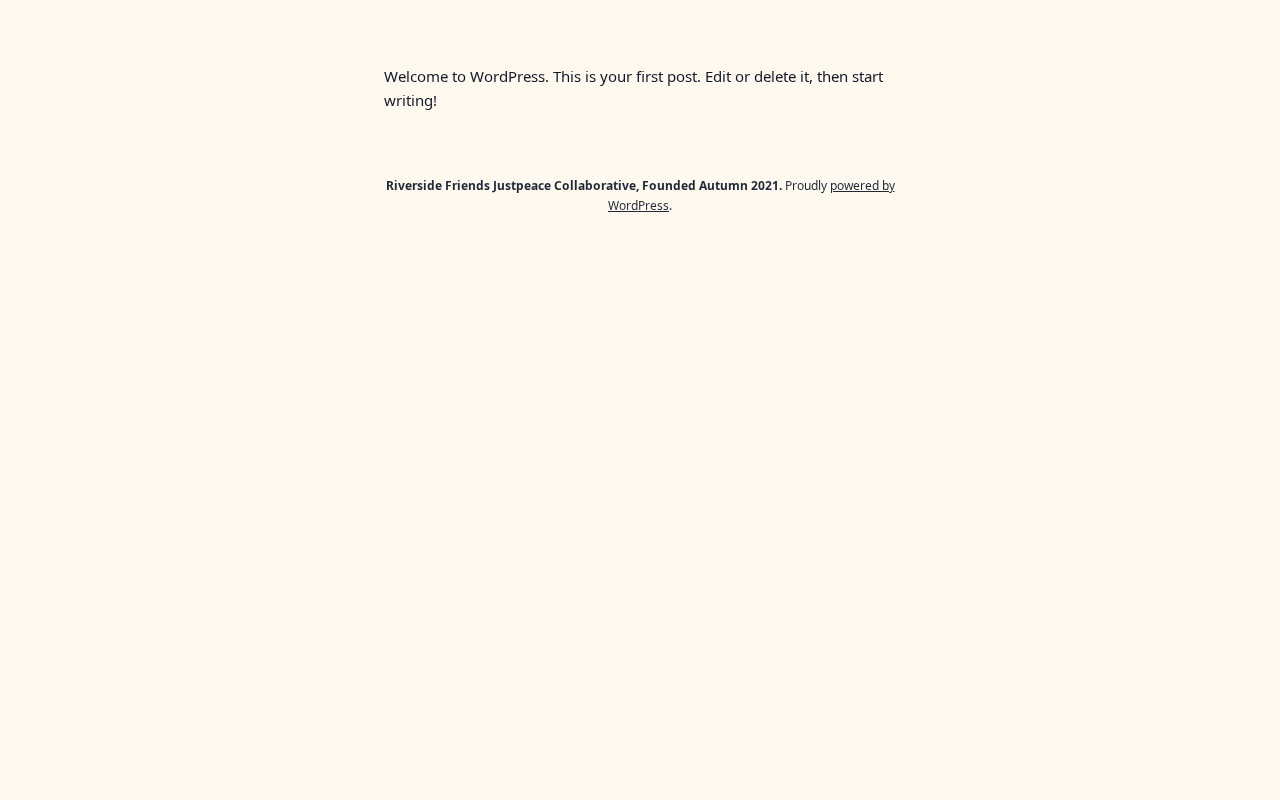 Welcome to WordPress. This is your first post. Edit or delete it, then start
writing!
Riverside Friends Justpeace Collaborative, Founded Autumn 2021. Proudly powered by
WordPress.